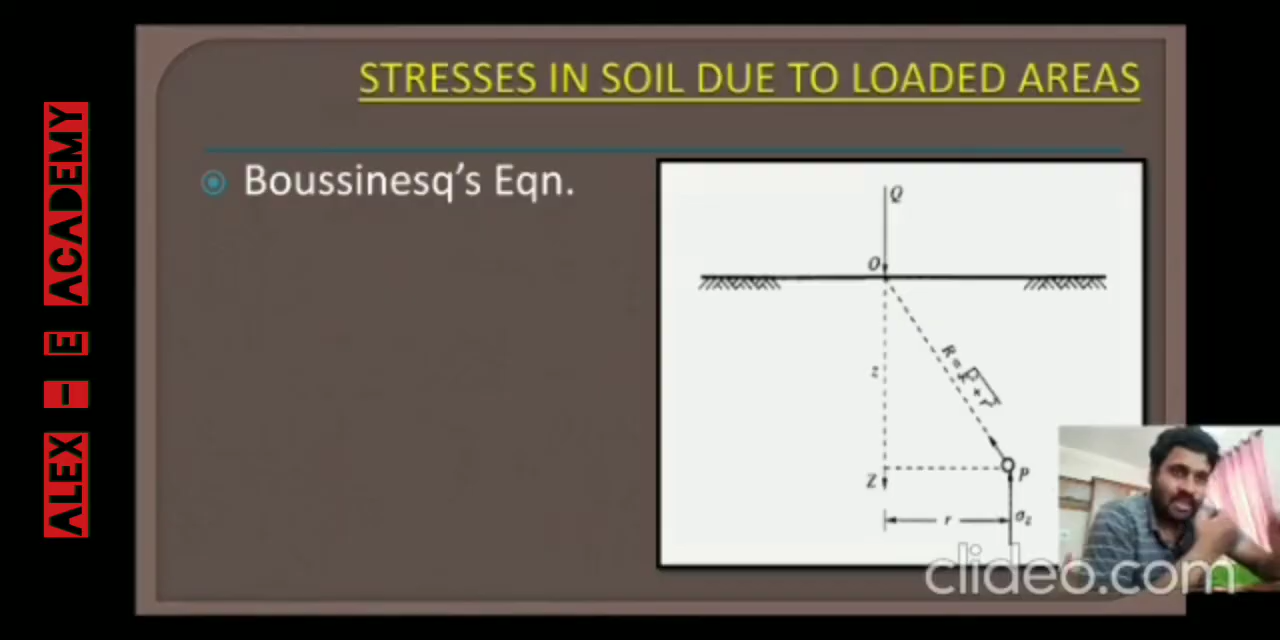 STRESSES IN SOIL DUE TO LOADED AREAS
Boussinesq's Eqn.
Q
O
z
Z
P
r
σz
ALEX - E ACADEMY
clideo.com